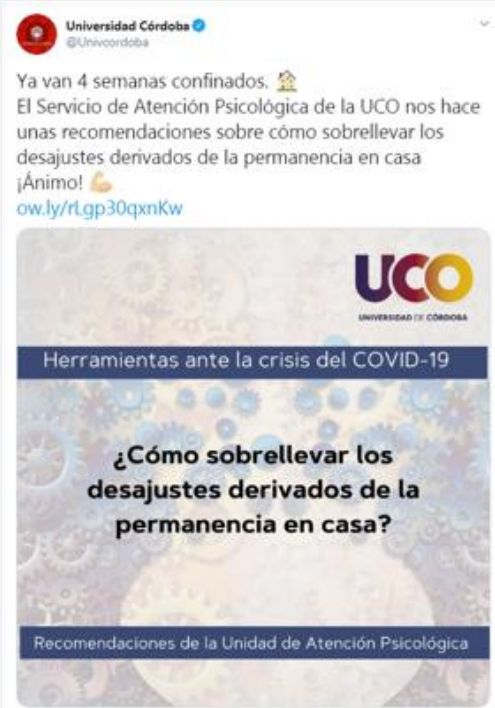 Universidad Córdoba
@Univcordoba
Ya van 4 semanas confinados.
El Servicio de Atención Psicológica de la UCO nos hace
unas recomendaciones sobre cómo sobrellevar los
desajustes derivados de la permanencia en casa
¡Ánimo!
ow.ly/rLgp30qxnKw
UCO
UNIVERSIDAD DE CÓRDOBA
Herramientas ante la crisis del COVID-19
¿Cómo sobrellevar los
desajustes derivados de la
permanencia en casa?
Recomendaciones de la Unidad de Atención Psicológica